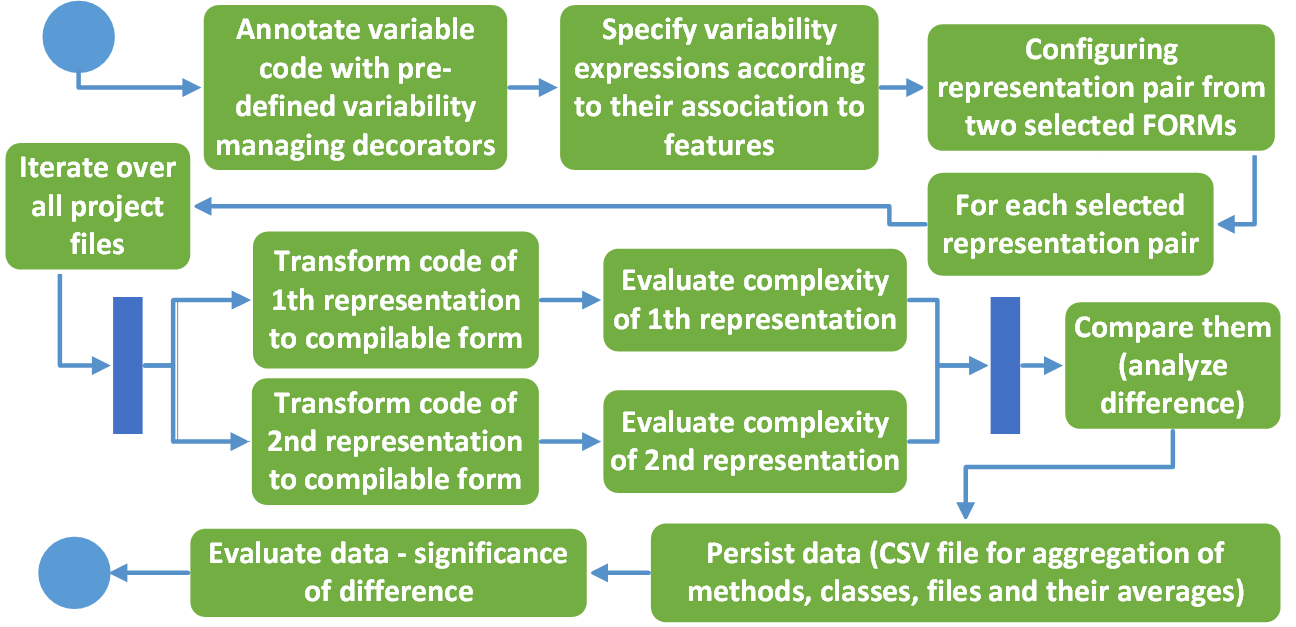 Annotate variable
code with pre-
defined variability
managing decorators
Specify variability
expressions according
to their association to
features
Configuring
representation pair from
two selected FORMs
For each selected
representation pair
Iterate over
all project
files
Transform code of
1th representation
to compilable form
Evaluate complexity
of 1th representation
Transform code of
2nd representation
to compilable form
Evaluate complexity
of 2nd representation
Compare them
(analyze
difference)
Persist data (CSV file for aggregation of
methods, classes, files and their averages)
Evaluate data - significance
of difference